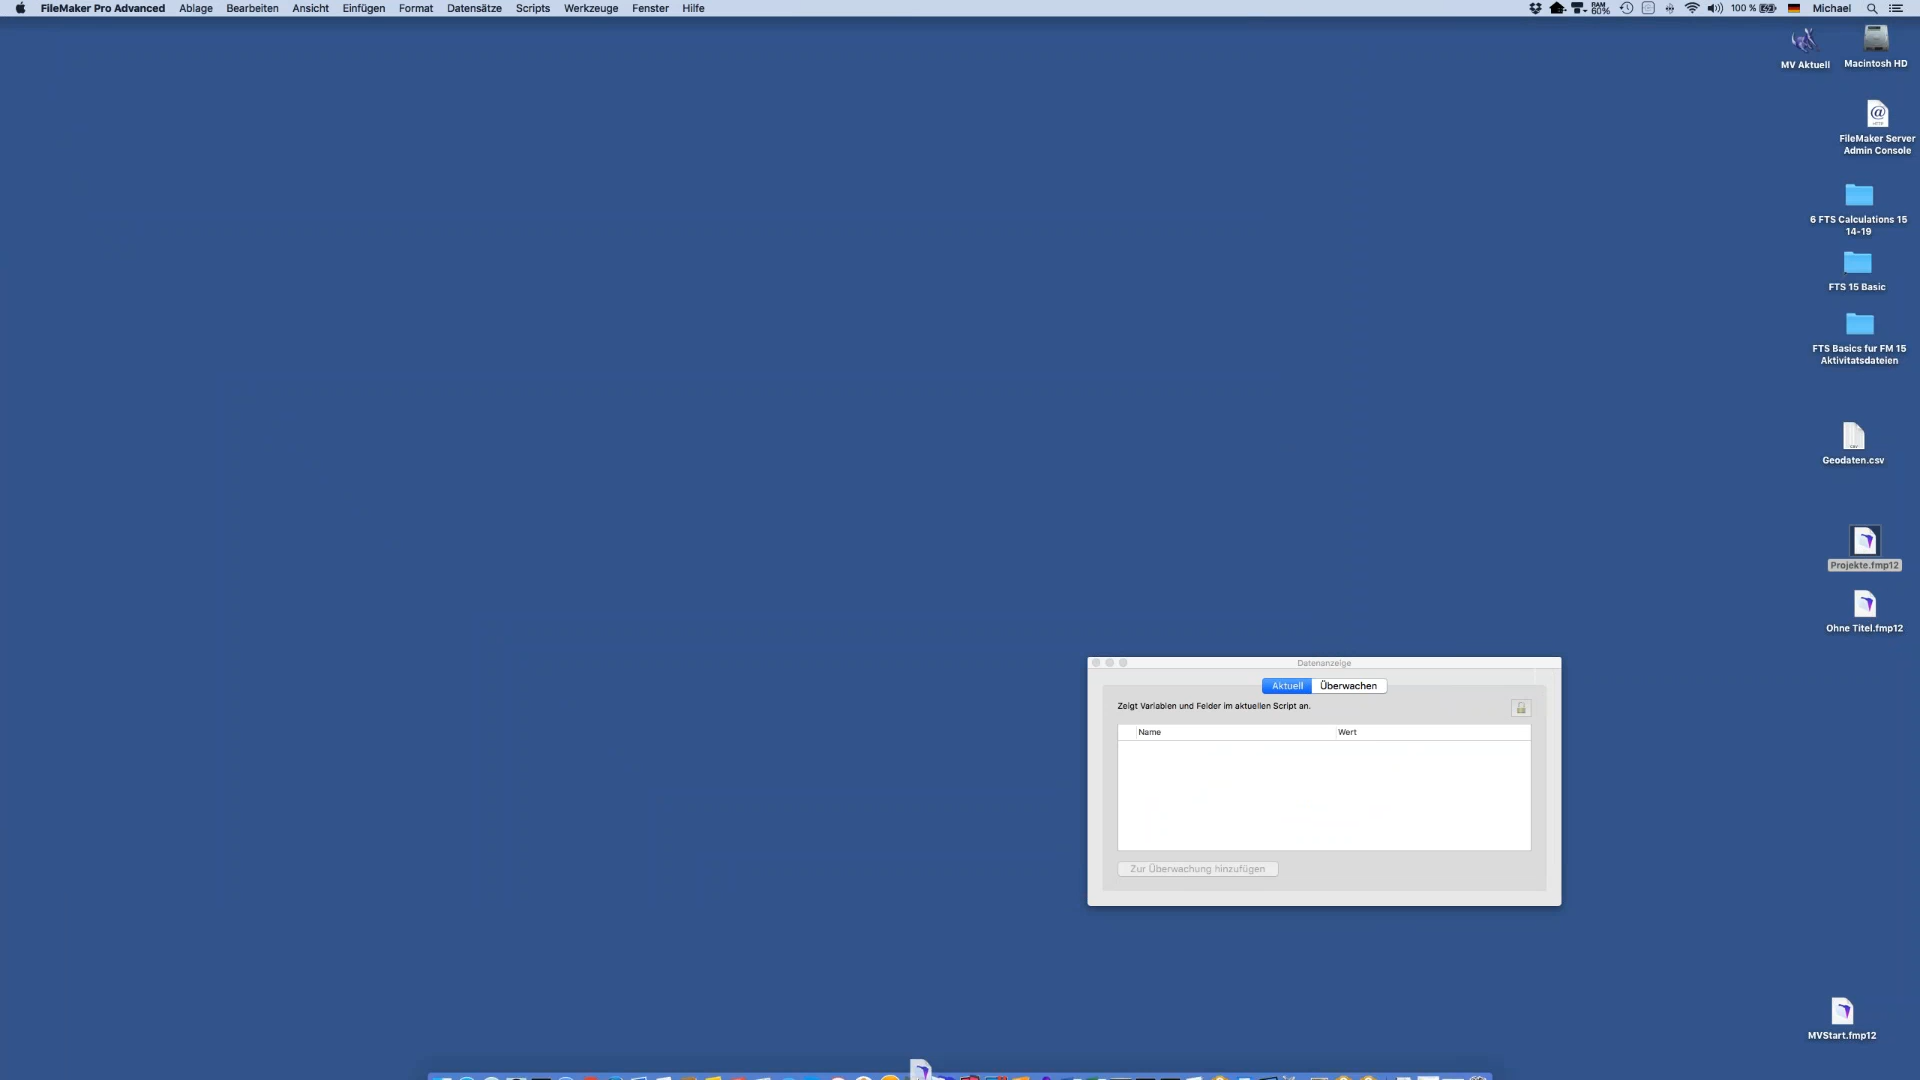 FileMaker Pro Advanced Ablage Bearbeiten Ansicht Einfügen Format Datensätze Scripts Werkzeuge Fenster Hilfe
RAM
60% 100 % Michael
MV Aktuell
Macintosh HD
FileMaker Server
Admin Console
6 FTS Calculations 15
14-19
FTS 15 Basic
FTS Basics fur FM 15
Aktivitatsdateien
Geodaten.csv
Projekte.fmp12
Ohne Titel.fmp12
Datenanzeige
Aktuell Überwachen
Zeigt Variablen und Felder im aktuellen Script an.
Name Wert
Zur Überwachung hinzufügen
MVStart.fmp12